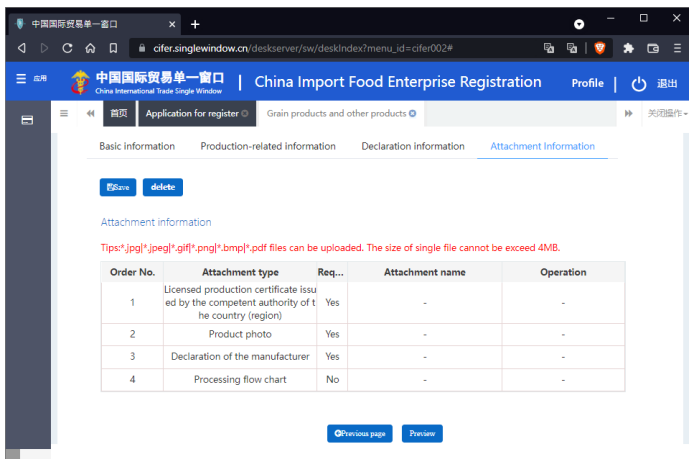 中国国际贸易单一窗口
cifer.singlewindow.cn/deskserver/sw/deskIndex?menu_id=cifer002#
应用
中国国际贸易单一窗口
China International Trade Single Window
China Import Food Enterprise Registration
Profile
退出
首页
Application for register
Grain products and other products
关闭操作
Basic information
Production-related information
Declaration information
Attachment Information
Save
delete
Attachment information
Tips:*.jpg|*.jpeg|*.gif|*.png|*.bmp|*.pdf files can be uploaded. The size of single file cannot be exceed 4MB.
Order No. Attachment type Req... Attachment name Operation
Licensed production certificate issu
1 ed by the competent authority of t Yes - -
he country (region)
2 Product photo Yes - -
3 Declaration of the manufacturer Yes - -
4 Processing flow chart No - -
Previous page
Preview